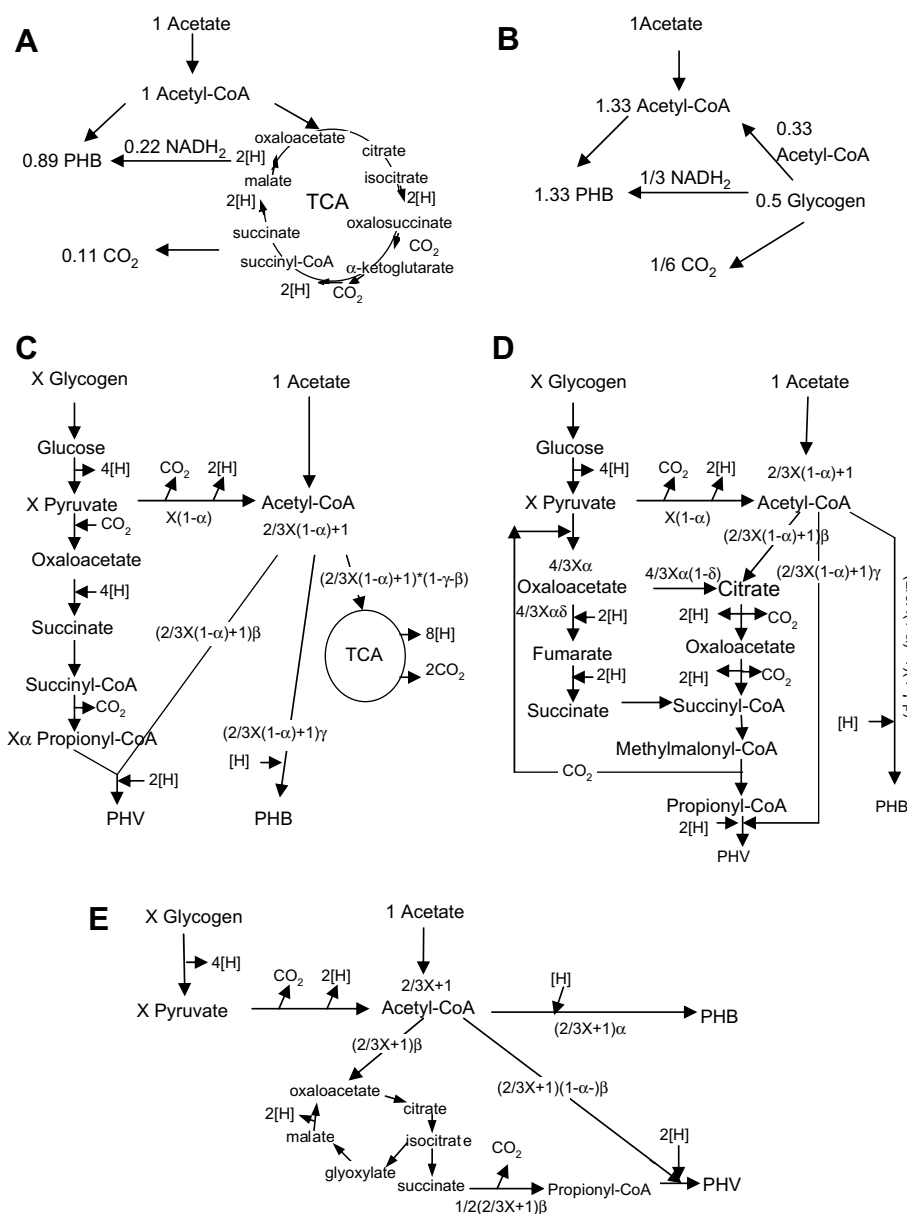 A
1 Acetate
1 Acetyl-CoA
0.89 PHB
0.22 NADH₂
2[H]
oxaloacetate
citrate
isocitrate
2[H]
oxalosuccinate
CO₂
α-ketoglutarate
CO₂
2[H]
succinyl-CoA
succinate
2[H]
malate
TCA
0.11 CO₂
B
1Acetate
1.33 Acetyl-CoA
0.33
Acetyl-CoA
1.33 PHB
1/3 NADH₂
0.5 Glycogen
1/6 CO₂
C
X Glycogen
1 Acetate
Glucose
4[H]
CO₂
2[H]
X Pyruvate
X(1-α)
Acetyl-CoA
2/3X(1-α)+1
CO₂
Oxaloacetate
4[H]
Succinate
(2/3X(1-α)+1)*(1-γ-β)
(2/3X(1-α)+1)β
TCA
8[H]
2CO₂
Succinyl-CoA
CO₂
Xα Propionyl-CoA
(2/3X(1-α)+1)γ
[H]
2[H]
PHV
PHB
D
X Glycogen
1 Acetate
Glucose
4[H]
CO₂
2[H]
2/3X(1-α)+1
X Pyruvate
X(1-α)
Acetyl-CoA
(2/3X(1-α)+1)β
4/3Xα
4/3Xα(1-δ)
(2/3X(1-α)+1)γ
Oxaloacetate
Citrate
4/3Xαδ
2[H]
2[H]
CO₂
Fumarate
Oxaloacetate
2[H]
2[H]
CO₂
Succinate
Succinyl-CoA
[H]
Methylmalonyl-CoA
CO₂
Propionyl-CoA
2[H]
PHB
PHV
E
X Glycogen
1 Acetate
4[H]
CO₂
2[H]
2/3X+1
[H]
X Pyruvate
Acetyl-CoA
PHB
(2/3X+1)α
(2/3X+1)β
(2/3X+1)(1-α-)β
oxaloacetate
citrate
2[H]
malate
isocitrate
glyoxylate
succinate
CO₂
2[H]
Propionyl-CoA
PHV
1/2(2/3X+1)β